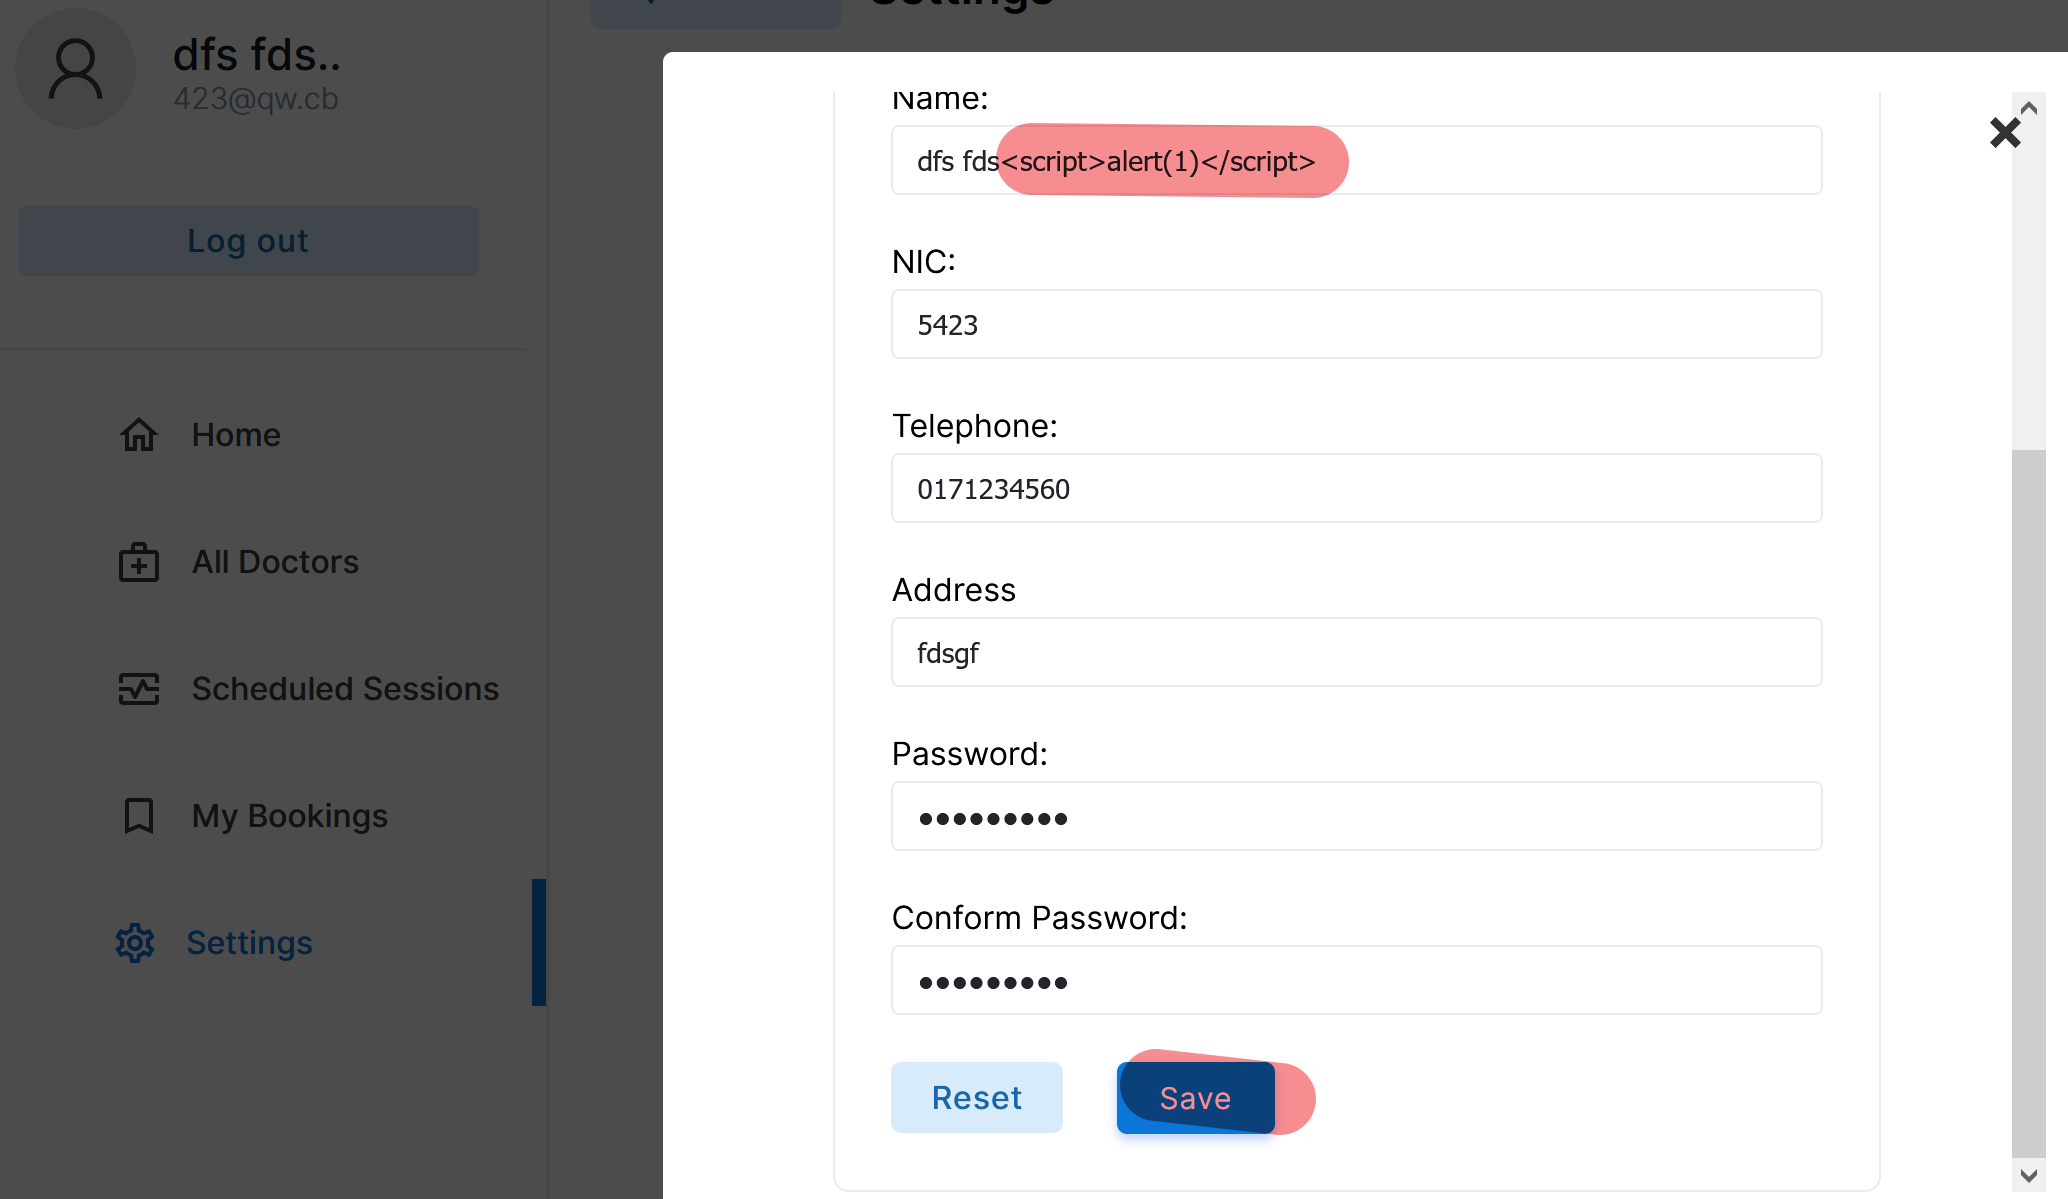 dfs fds..
423@qw.cb
Log out
Home
All Doctors
Scheduled Sessions
My Bookings
Settings
Settings
Name:
dfs fds<script>alert(1)</script>
NIC:
5423
Telephone:
0171234560
Address
fdsgf
Password:
•••••••••
Conform Password:
•••••••••
Reset
Save